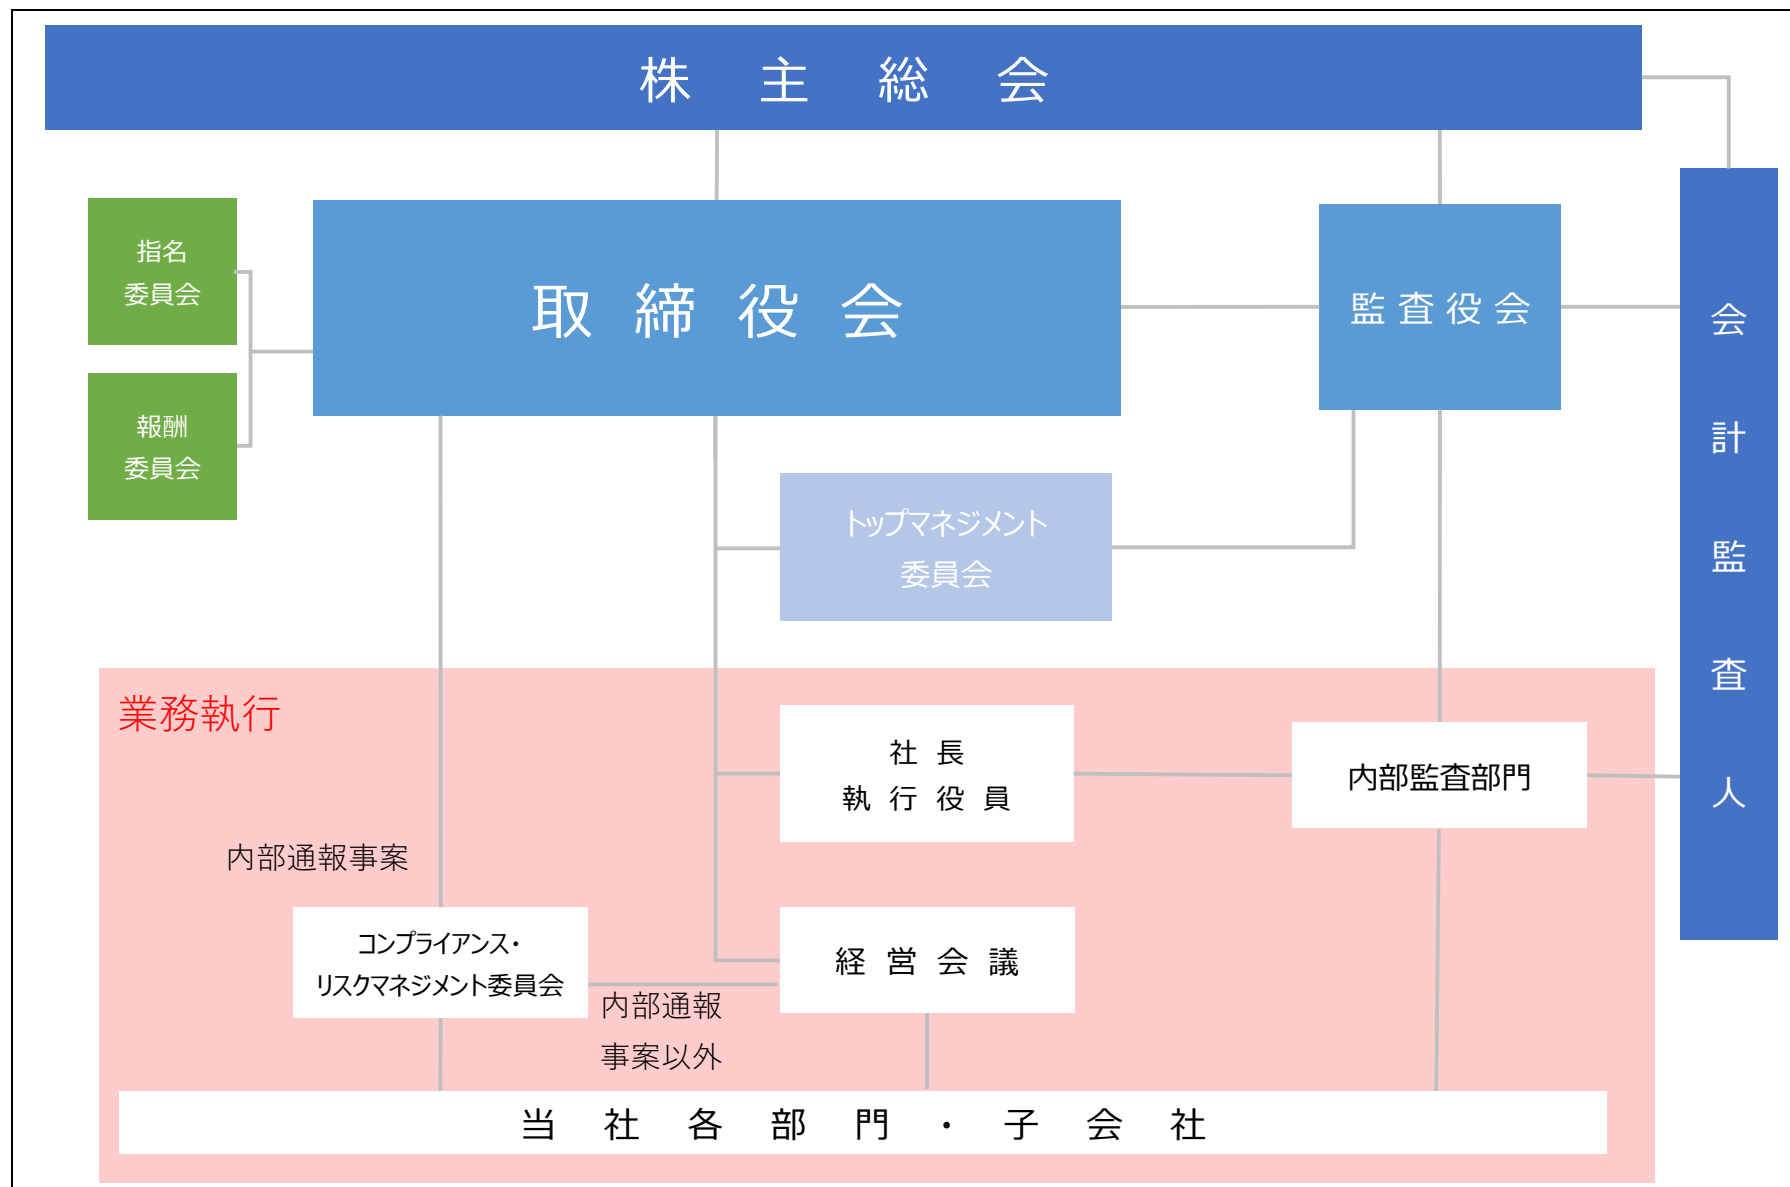 株主総会
指名
委員会
報酬
委員会
取締役会
監査役会
会計監査人
トップマネジメント
委員会
業務執行
社長
執行役員
内部監査部門
内部通報事案
コンプライアンス・
リスクマネジメント委員会
経営会議
内部通報
事案以外
当社各部門・子会社